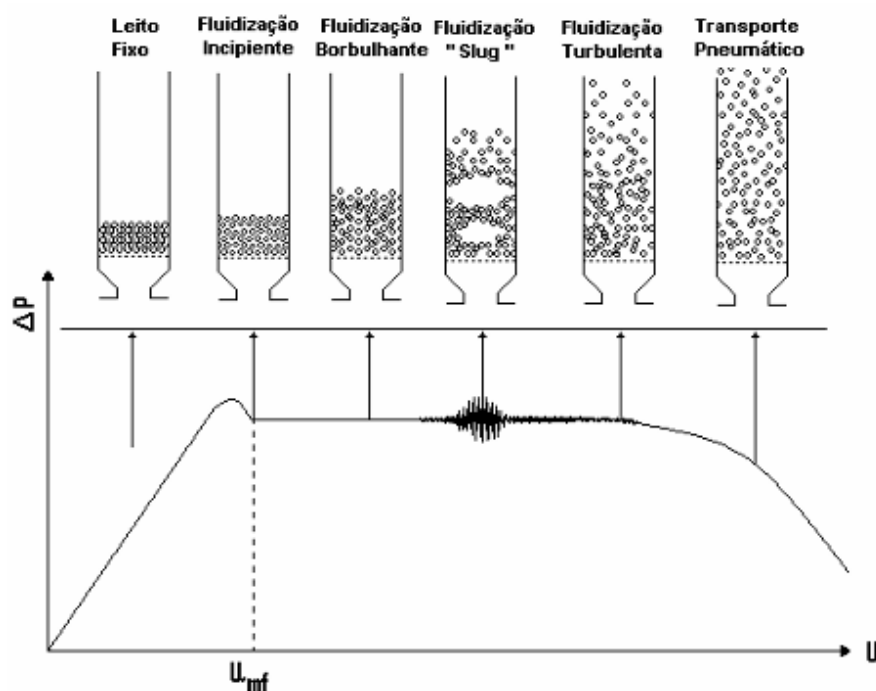 Leito
Fixo
Fluidização
Incipiente
Fluidização
Borbulhante
Fluidização
"Slug"
Fluidização
Turbulenta
Transporte
Pneumático
ΔP
U
Umf